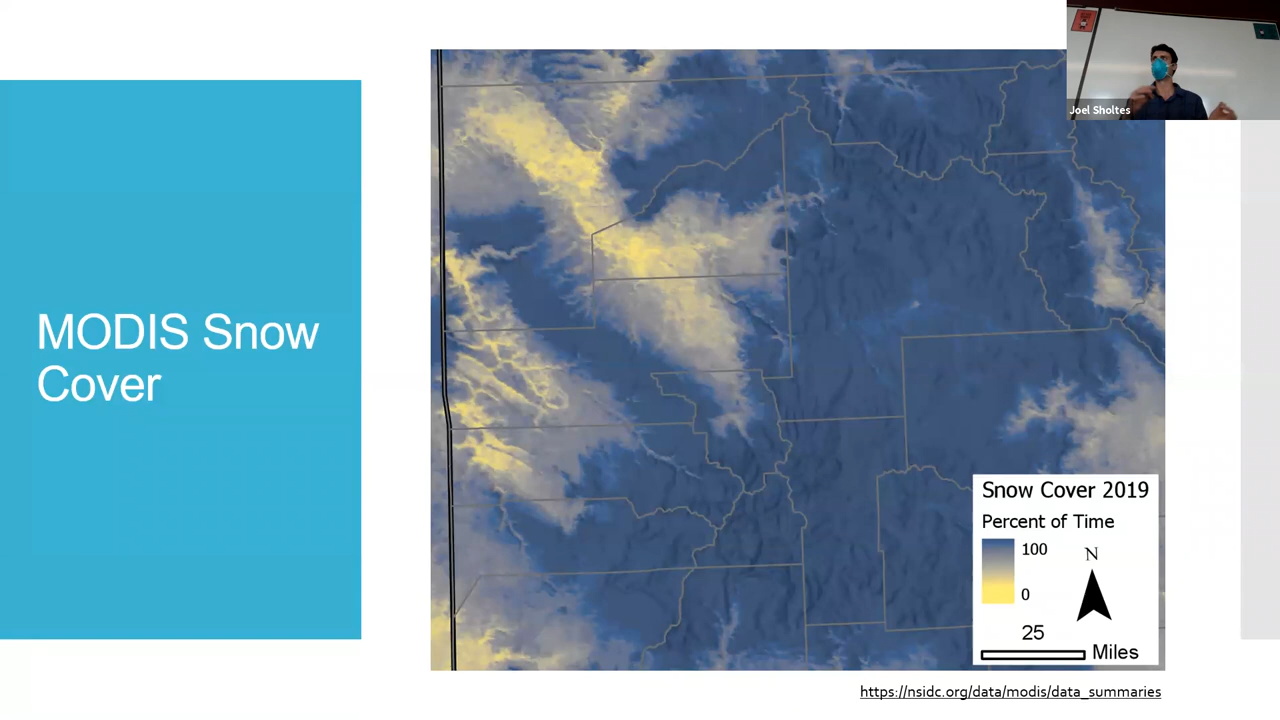 Joel Sholtes
MODIS Snow
Cover
Snow Cover 2019
Percent of Time
100
N
0
25
Miles
https://nsidc.org/data/modis/data_summaries